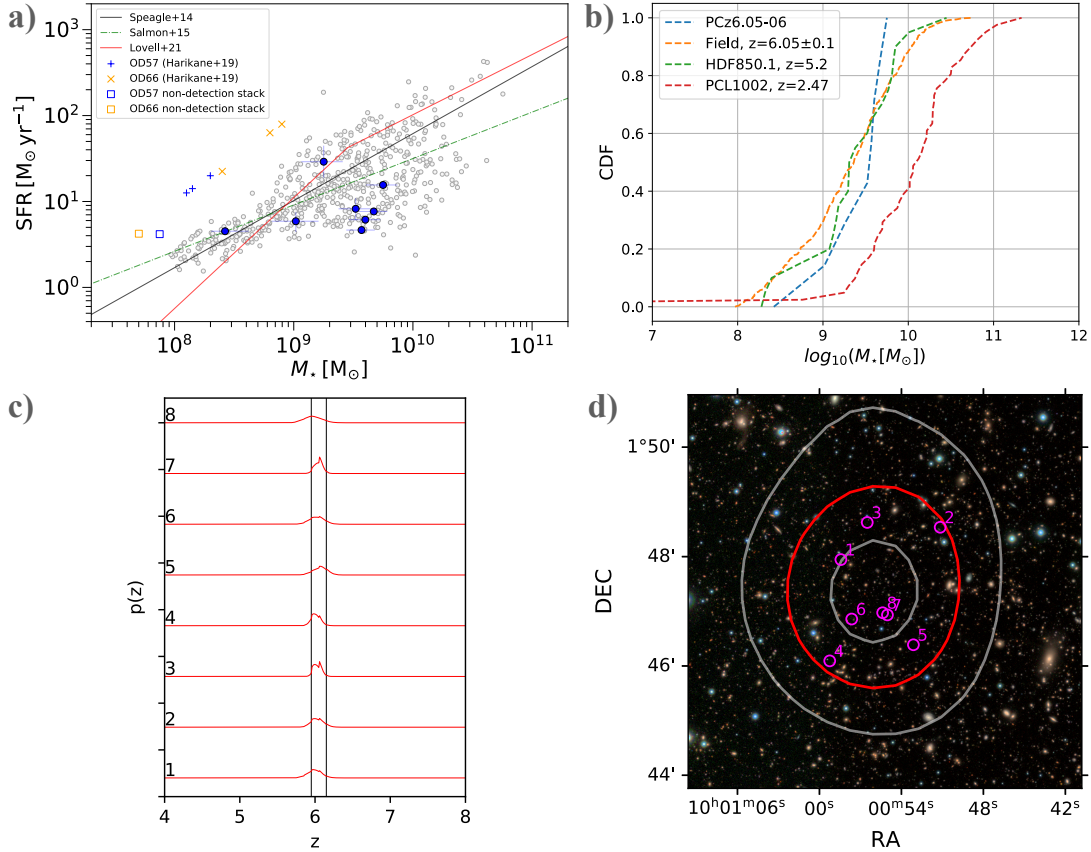 a)
SFR [M⊙ yr⁻¹]
10³
10²
10¹
10⁰
Speagle+14
Salmon+15
Lovell+21
OD57 (Harikane+19)
OD66 (Harikane+19)
OD57 non-detection stack
OD66 non-detection stack
10⁸ 10⁹ 10¹⁰ 10¹¹
M⋆ [M⊙]
b)
CDF
1.0
0.8
0.6
0.4
0.2
0.0
PCz6.05-06
Field, z=6.05±0.1
HDF850.1, z=5.2
PCL1002, z=2.47
7 8 9 10 11 12
log₁₀(M⋆[M⊙])
c)
p(z)
8
7
6
5
4
3
2
1
4 5 6 7 8
z
d)
DEC
1°50'
48'
46'
44'
3
2
1
6
8
7
5
4
10ʰ01ᵐ06ˢ 00ˢ 00ᵐ54ˢ 48ˢ 42ˢ
RA